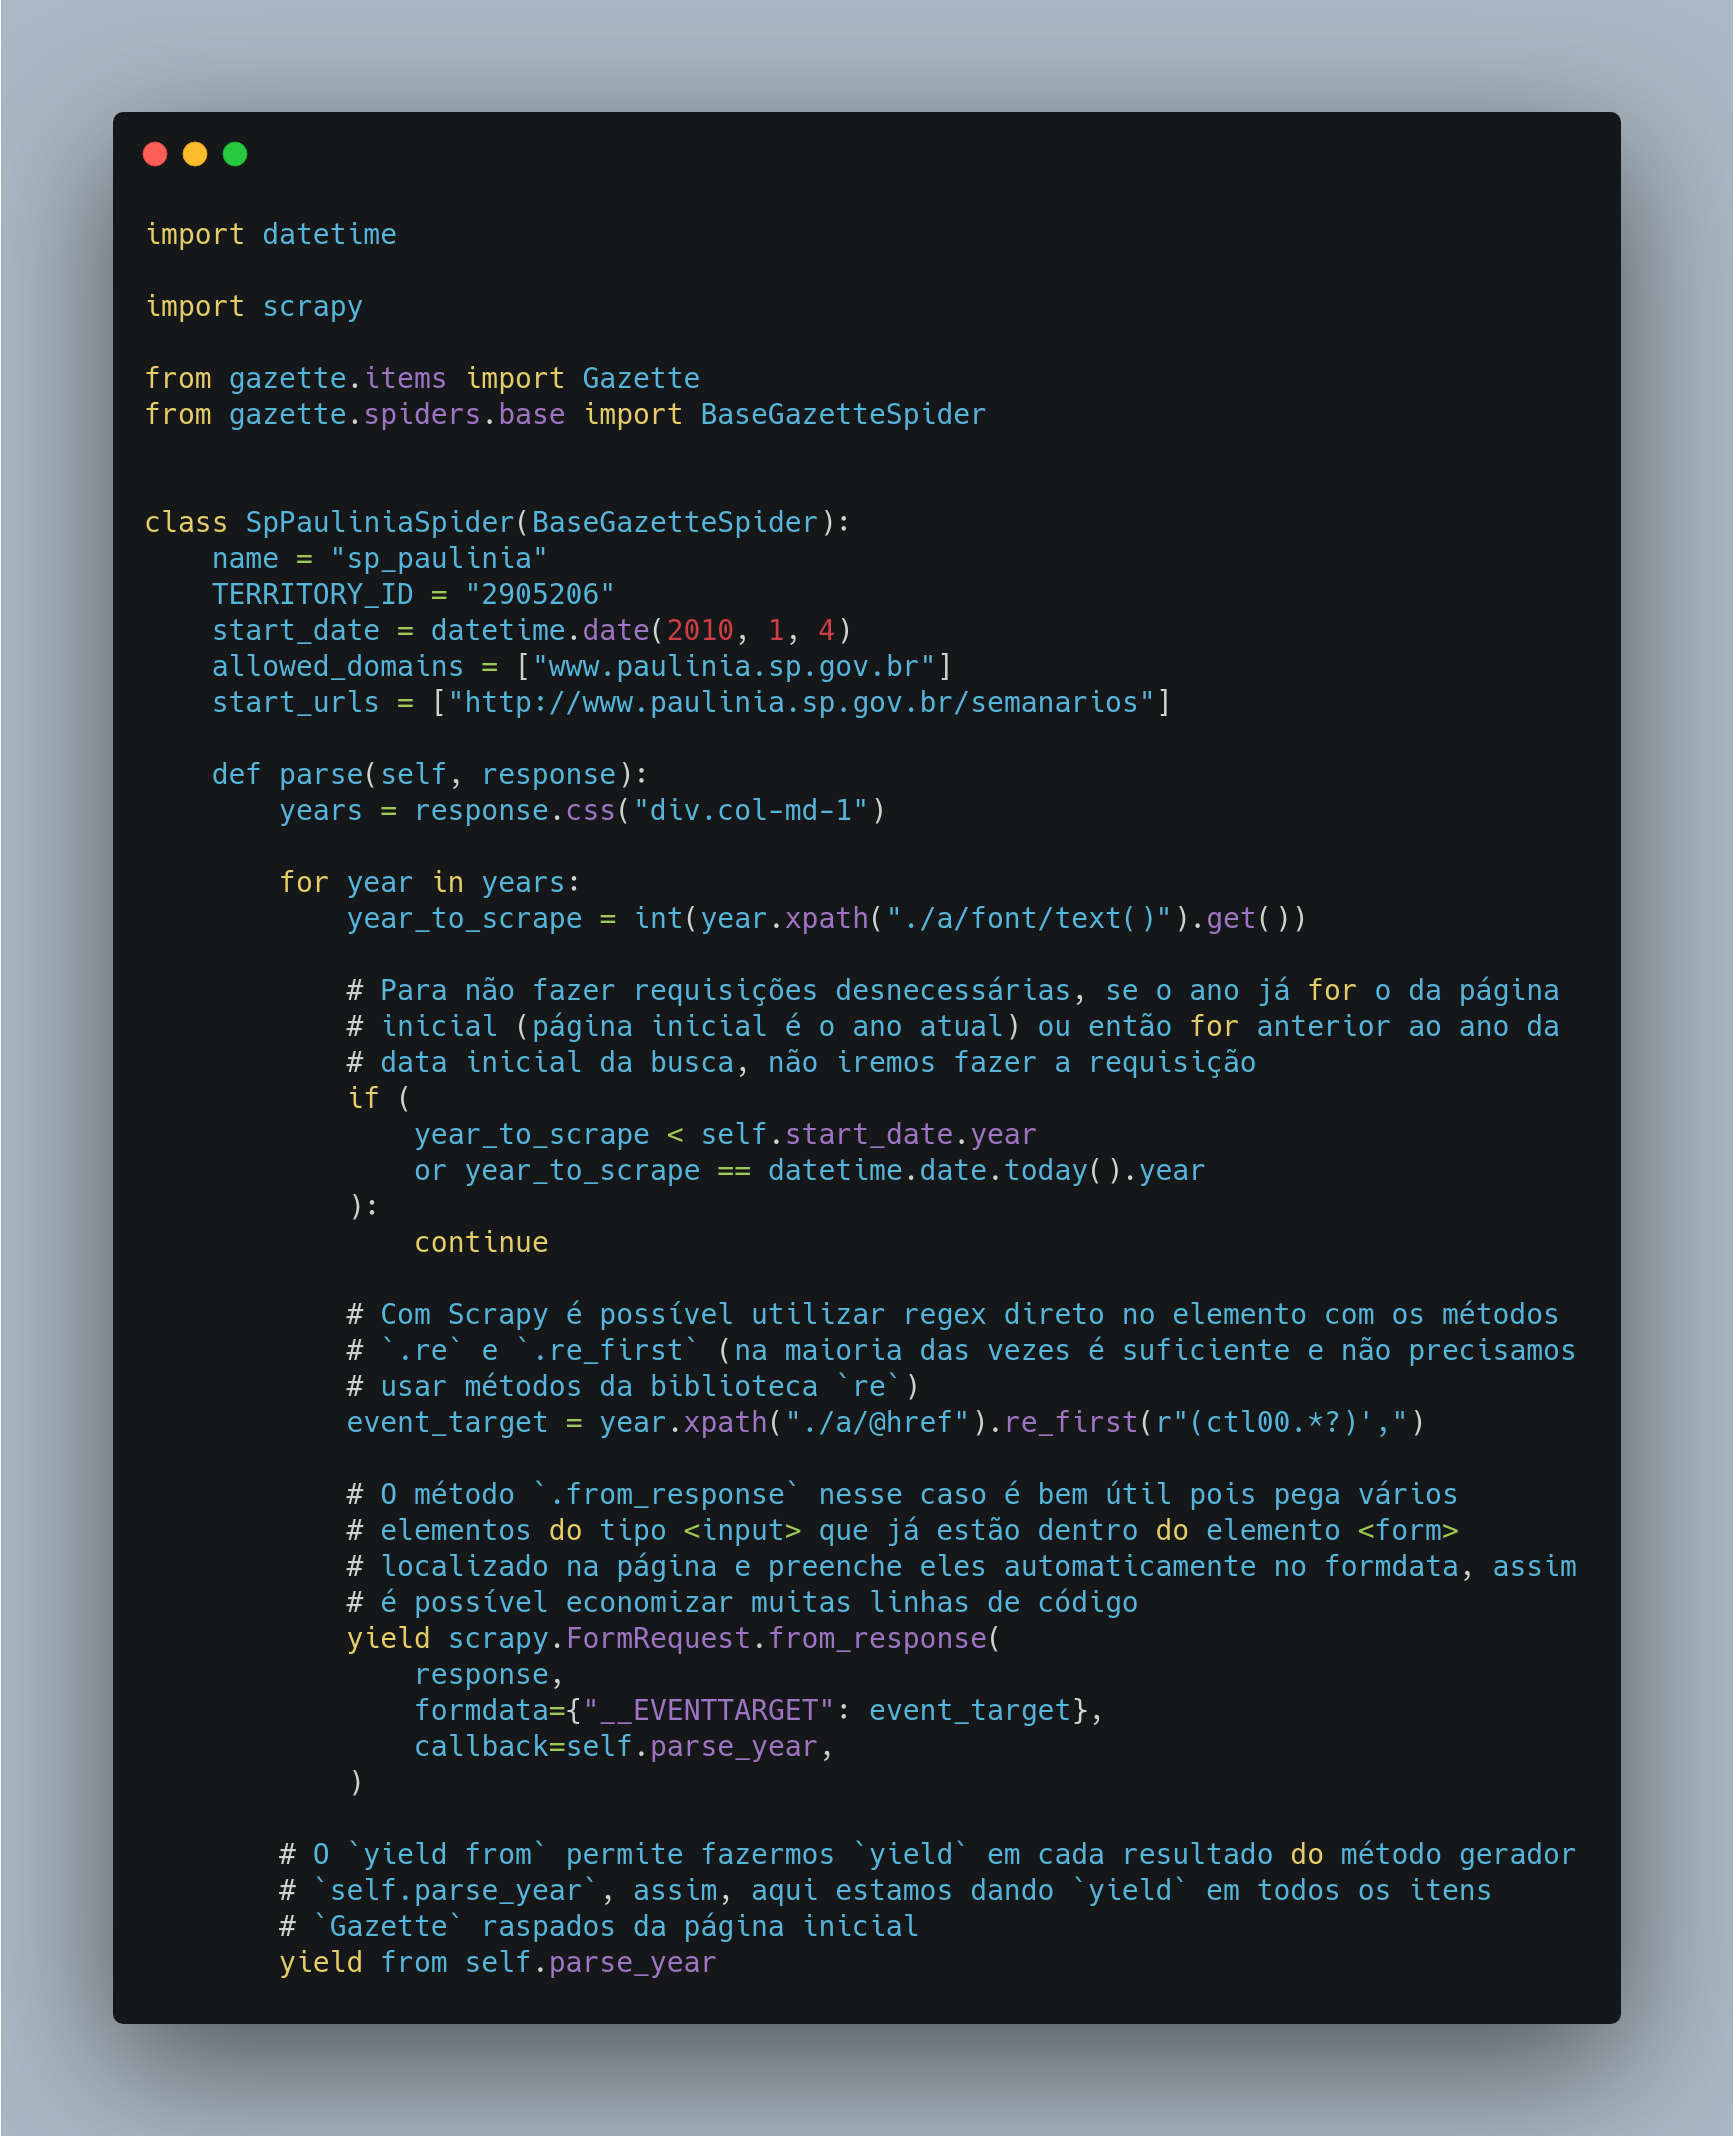 import datetime

import scrapy

from gazette.items import Gazette
from gazette.spiders.base import BaseGazetteSpider


class SpPauliniaSpider(BaseGazetteSpider):
    name = "sp_paulinia"
    TERRITORY_ID = "2905206"
    start_date = datetime.date(2010, 1, 4)
    allowed_domains = ["www.paulinia.sp.gov.br"]
    start_urls = ["http://www.paulinia.sp.gov.br/semanarios"]

    def parse(self, response):
        years = response.css("div.col-md-1")

        for year in years:
            year_to_scrape = int(year.xpath("./a/font/text()").get())

            # Para não fazer requisições desnecessárias, se o ano já for o da página
            # inicial (página inicial é o ano atual) ou então for anterior ao ano da
            # data inicial da busca, não iremos fazer a requisição
            if (
                year_to_scrape < self.start_date.year
                or year_to_scrape == datetime.date.today().year
            ):
                continue

            # Com Scrapy é possível utilizar regex direto no elemento com os métodos
            # `.re` e `.re_first` (na maioria das vezes é suficiente e não precisamos
            # usar métodos da biblioteca `re`)
            event_target = year.xpath("./a/@href").re_first(r"(ctl00.*?)',")

            # O método `.from_response` nesse caso é bem útil pois pega vários
            # elementos do tipo <input> que já estão dentro do elemento <form>
            # localizado na página e preenche eles automaticamente no formdata, assim
            # é possível economizar muitas linhas de código
            yield scrapy.FormRequest.from_response(
                response,
                formdata={"__EVENTTARGET": event_target},
                callback=self.parse_year,
            )

        # O `yield from` permite fazermos `yield` em cada resultado do método gerador
        # `self.parse_year`, assim, aqui estamos dando `yield` em todos os itens
        # `Gazette` raspados da página inicial
        yield from self.parse_year